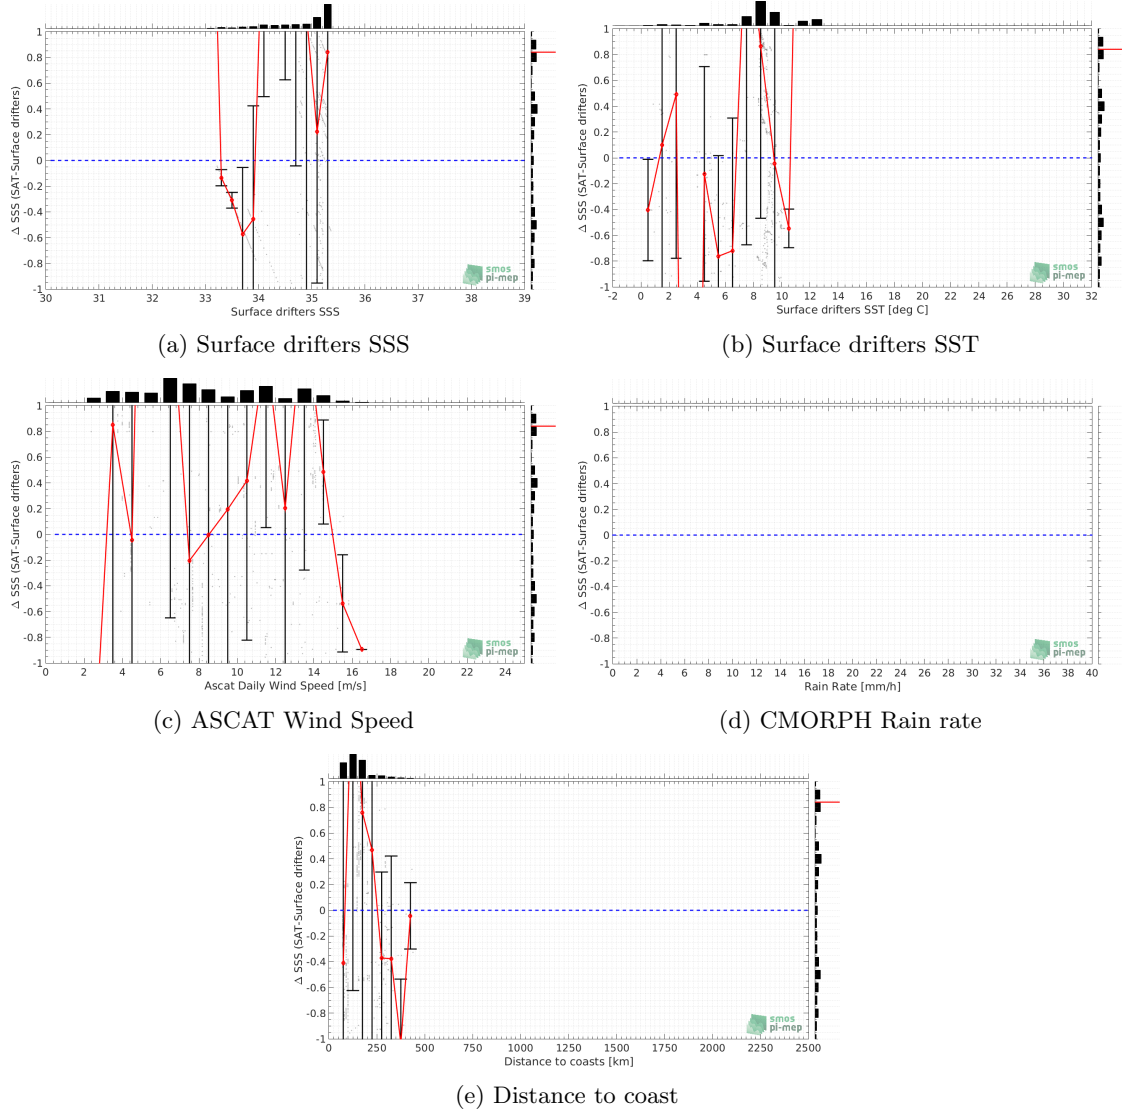 1
0.8
0.6
0.4
0.2
0
-0.2
-0.4
-0.6
-0.8
-1
Δ SSS (SAT-Surface drifters)
30 31 32 33 34 35 36 37 38 39
Surface drifters SSS
smos
pi-mep
(a) Surface drifters SSS
1
0.8
0.6
0.4
0.2
0
-0.2
-0.4
-0.6
-0.8
-1
Δ SSS (SAT-Surface drifters)
-2 0 2 4 6 8 10 12 14 16 18 20 22 24 26 28 30 32
Surface drifters SST [deg C]
smos
pi-mep
(b) Surface drifters SST
1
0.8
0.6
0.4
0.2
0
-0.2
-0.4
-0.6
-0.8
-1
Δ SSS (SAT-Surface drifters)
0 2 4 6 8 10 12 14 16 18 20 22 24
Ascat Daily Wind Speed [m/s]
smos
pi-mep
(c) ASCAT Wind Speed
1
0.8
0.6
0.4
0.2
0
-0.2
-0.4
-0.6
-0.8
-1
Δ SSS (SAT-Surface drifters)
0 2 4 6 8 10 12 14 16 18 20 22 24 26 28 30 32 34 36 38 40
Rain Rate [mm/h]
smos
pi-mep
(d) CMORPH Rain rate
1
0.8
0.6
0.4
0.2
0
-0.2
-0.4
-0.6
-0.8
-1
Δ SSS (SAT-Surface drifters)
0 250 500 750 1000 1250 1500 1750 2000 2250 2500
Distance to coasts [km]
smos
pi-mep
(e) Distance to coast